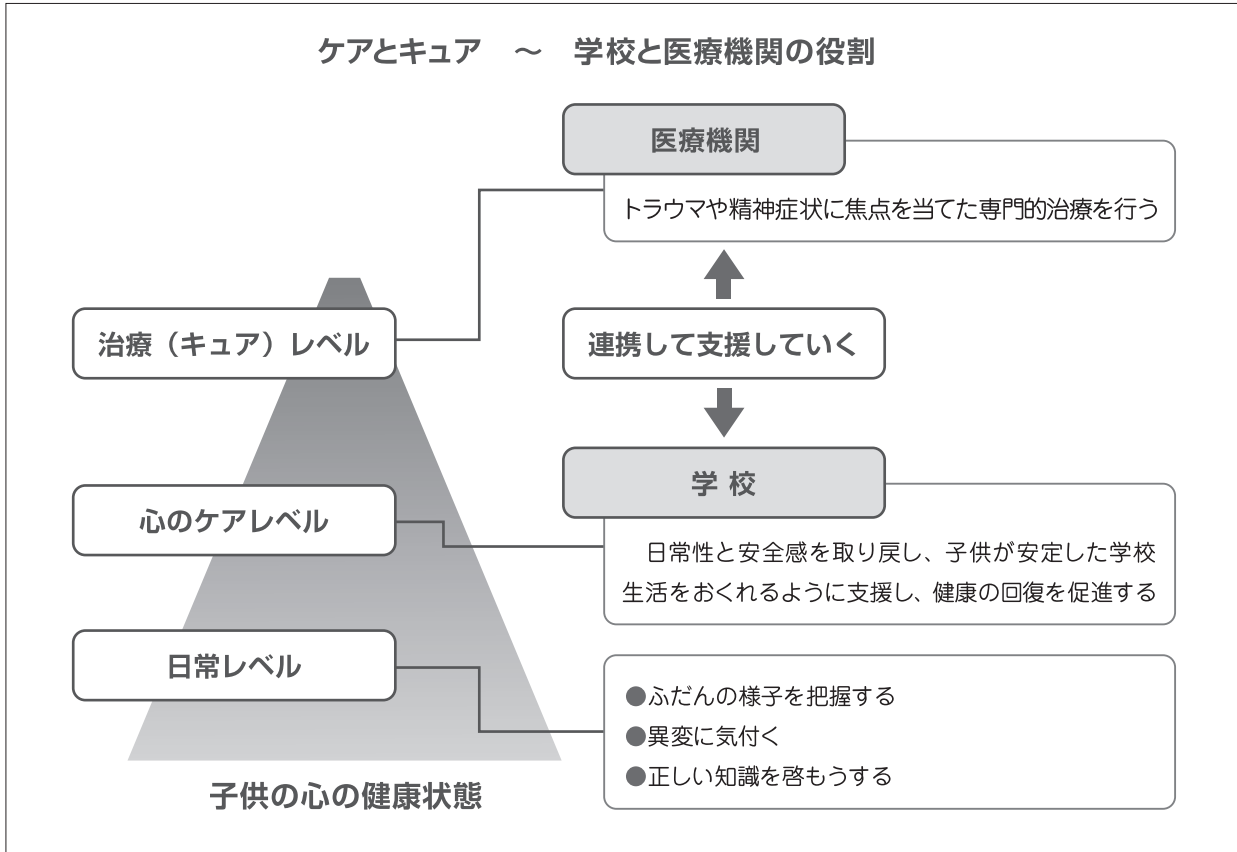 ケアとキュア ～ 学校と医療機関の役割
医療機関
トラウマや精神症状に焦点を当てた専門的治療を行う
治療（キュア）レベル
連携して支援していく
学校
心のケアレベル
日常性と安全感を取り戻し、子供が安定した学校
生活をおくれるように支援し、健康の回復を促進する
日常レベル
●ふだんの様子を把握する
●異変に気付く
●正しい知識を啓もうする
子供の心の健康状態